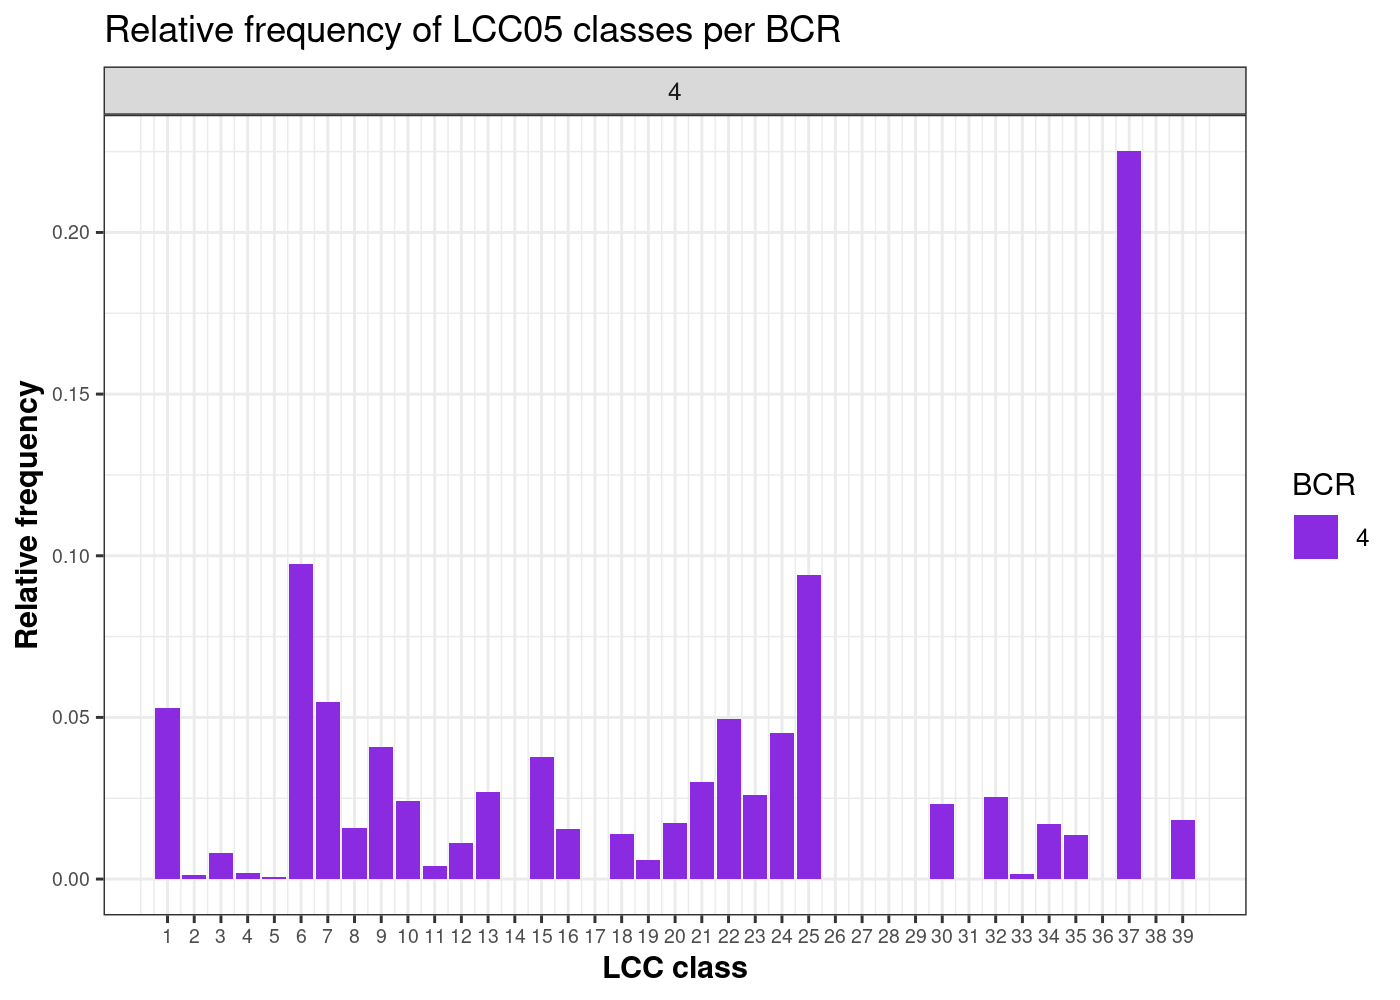 Relative frequency of LCC05 classes per BCR
4
Relative frequency
0.20
0.15
0.10
0.05
0.00
1 2 3 4 5 6 7 8 9 10 11 12 13 14 15 16 17 18 19 20 21 22 23 24 25 26 27 28 29 30 31 32 33 34 35 36 37 38 39
LCC class
BCR
4